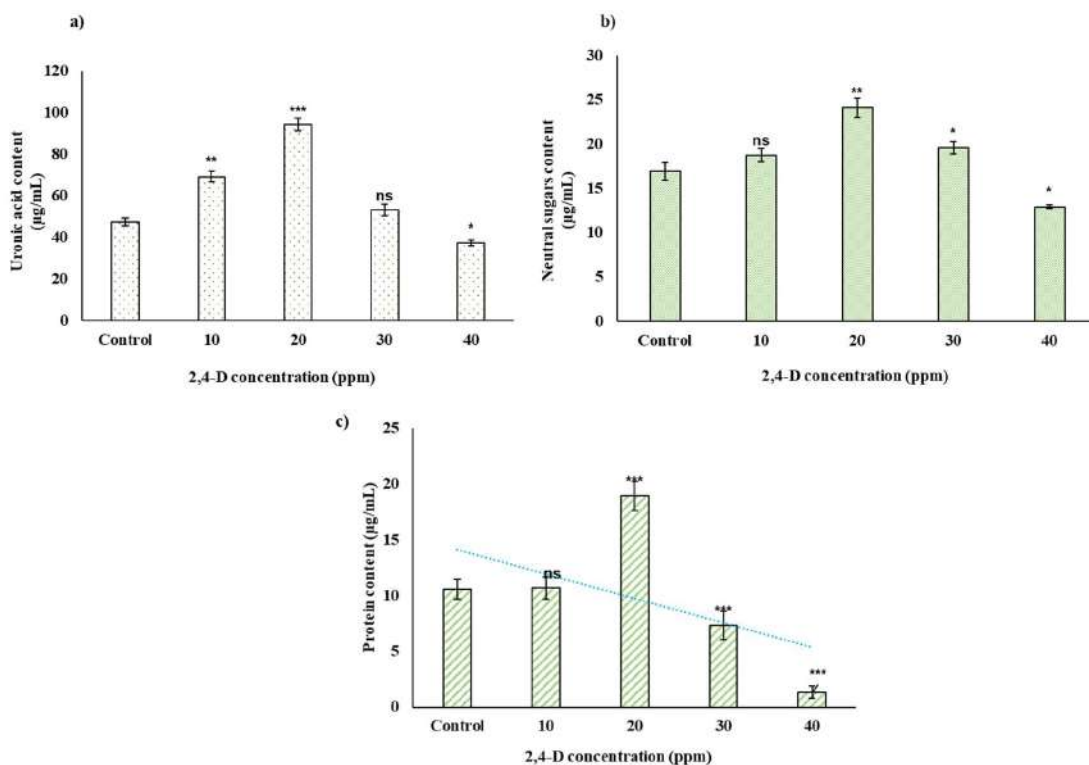 a)
Uronic acid content
(µg/mL)
120
100
80
60
40
20
0
**
***
ns
*
Control 10 20 30 40
2,4-D concentration (ppm)
b)
Neutral sugars content
(µg/mL)
30
25
20
15
10
5
0
ns
**
*
*
Control 10 20 30 40
2,4-D concentration (ppm)
c)
Protein content (µg/mL)
25
20
15
10
5
0
ns
***
***
***
Control 10 20 30 40
2,4-D concentration (ppm)